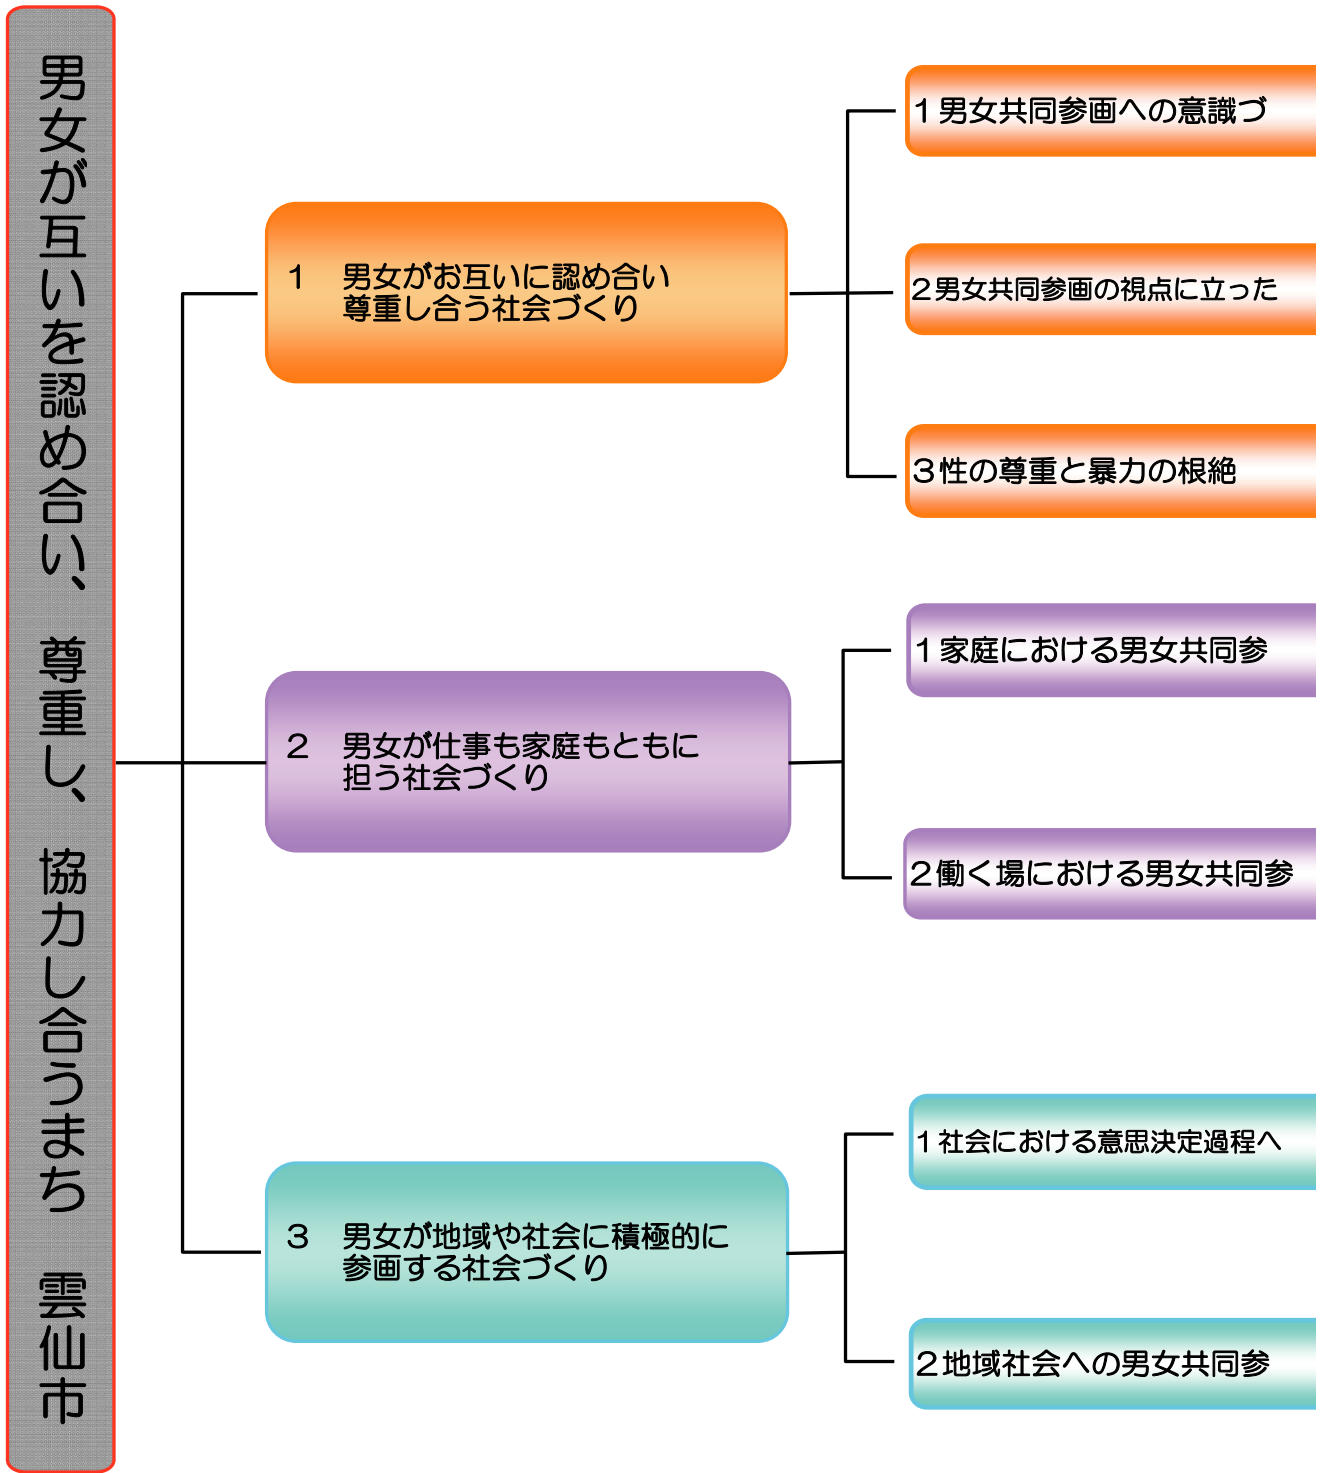 男女が互いを認め合い、尊重し、協力し合うまち　雲仙市
１　男女がお互いに認め合い
尊重し合う社会づくり
１男女共同参画への意識づ
２男女共同参画の視点に立った
３性の尊重と暴力の根絶
２　男女が仕事も家庭もともに
担う社会づくり
１家庭における男女共同参
２働く場における男女共同参
３　男女が地域や社会に積極的に
参画する社会づくり
１社会における意思決定過程へ
２地域社会への男女共同参